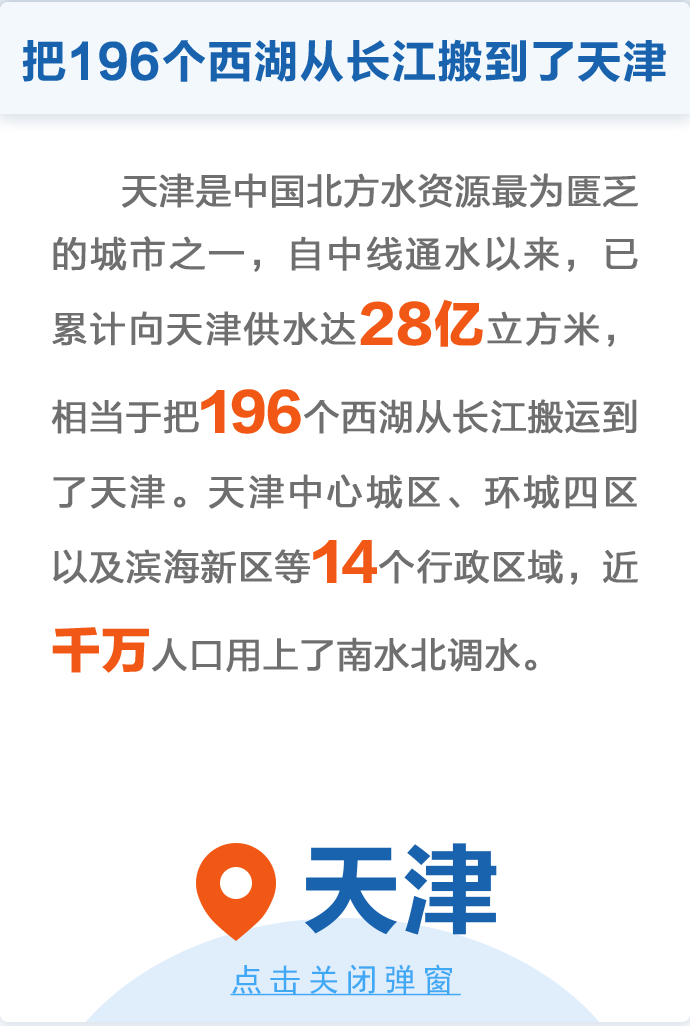 把196个西湖从长江搬到了天津
天津是中国北方水资源最为匮乏
的城市之一，自中线通水以来，已
累计向天津供水达28亿立方米，
相当于把196个西湖从长江搬运到
了天津。天津中心城区、环城四区
以及滨海新区等14个行政区域，近
千万人口用上了南水北调水。
天津
点击关闭弹窗